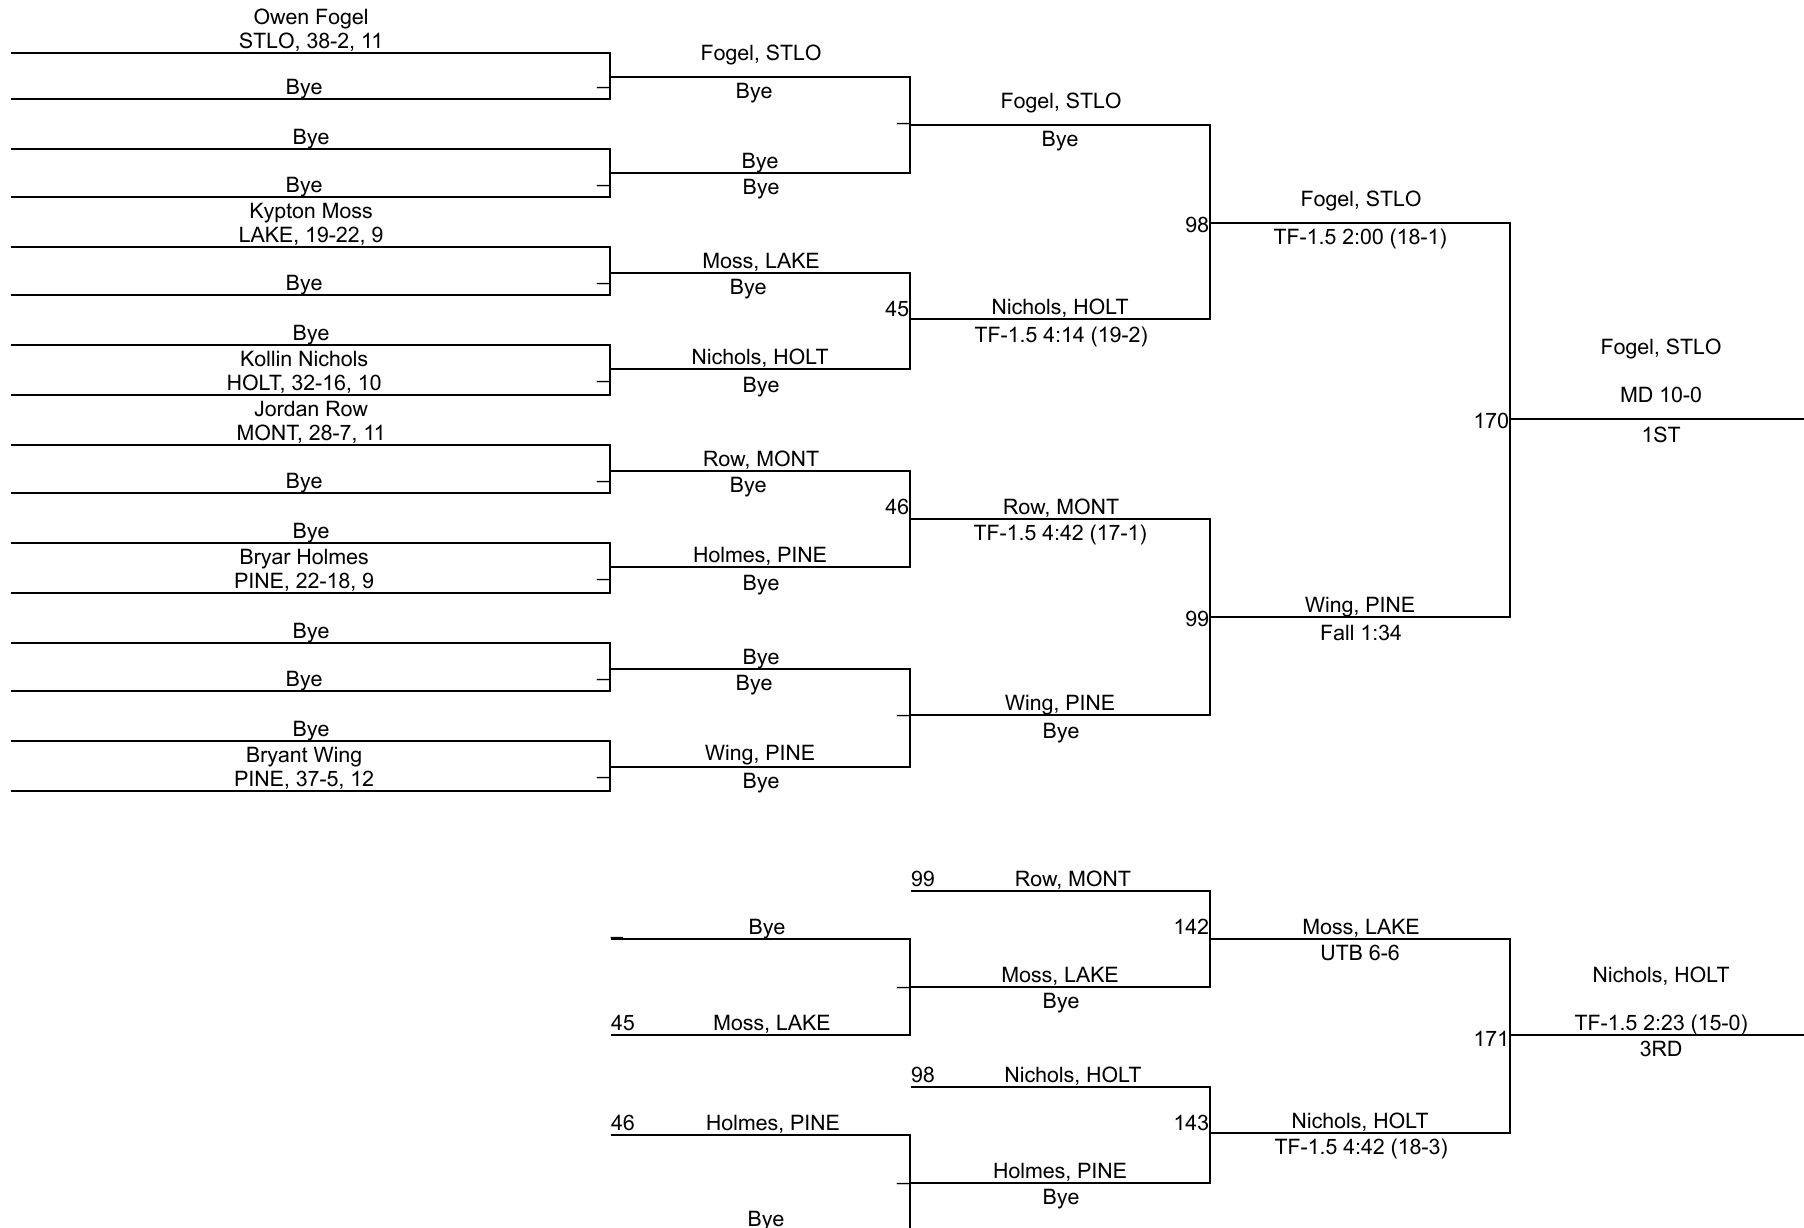 Owen Fogel
STLO, 38-2, 11
Bye
Bye
Bye
Kypton Moss
LAKE, 19-22, 9
Bye
Bye
Kollin Nichols
HOLT, 32-16, 10
Jordan Row
MONT, 28-7, 11
Bye
Bye
Bryar Holmes
PINE, 22-18, 9
Bye
Bye
Bye
Bryant Wing
PINE, 37-5, 12
Fogel, STLO
Bye
Bye
Bye
Moss, LAKE
Bye
Nichols, HOLT
Bye
Row, MONT
Bye
Holmes, PINE
Bye
Bye
Bye
Wing, PINE
Bye
Fogel, STLO
Bye
45
Nichols, HOLT
TF-1.5 4:14 (19-2)
46
Row, MONT
TF-1.5 4:42 (17-1)
Wing, PINE
Bye
98
Fogel, STLO
TF-1.5 2:00 (18-1)
99
Wing, PINE
Fall 1:34
170
Fogel, STLO
MD 10-0
1ST
Bye
45 Moss, LAKE
46 Holmes, PINE
Bye
99 Row, MONT
Moss, LAKE
Bye
98 Nichols, HOLT
Holmes, PINE
Bye
142
Moss, LAKE
UTB 6-6
143
Nichols, HOLT
TF-1.5 4:42 (18-3)
171
Nichols, HOLT
TF-1.5 2:23 (15-0)
3RD